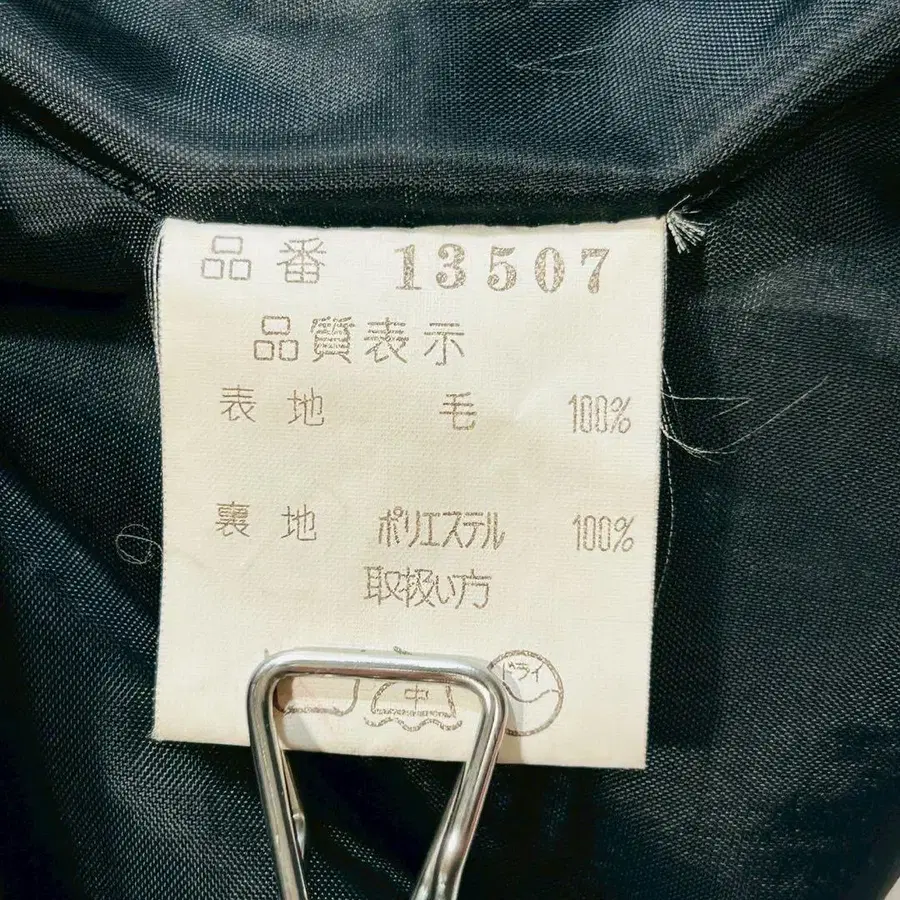 品番 13507
品質表示
表地 毛 100%
裏地 ポリエステル 100%
取扱い方
中 ドライ